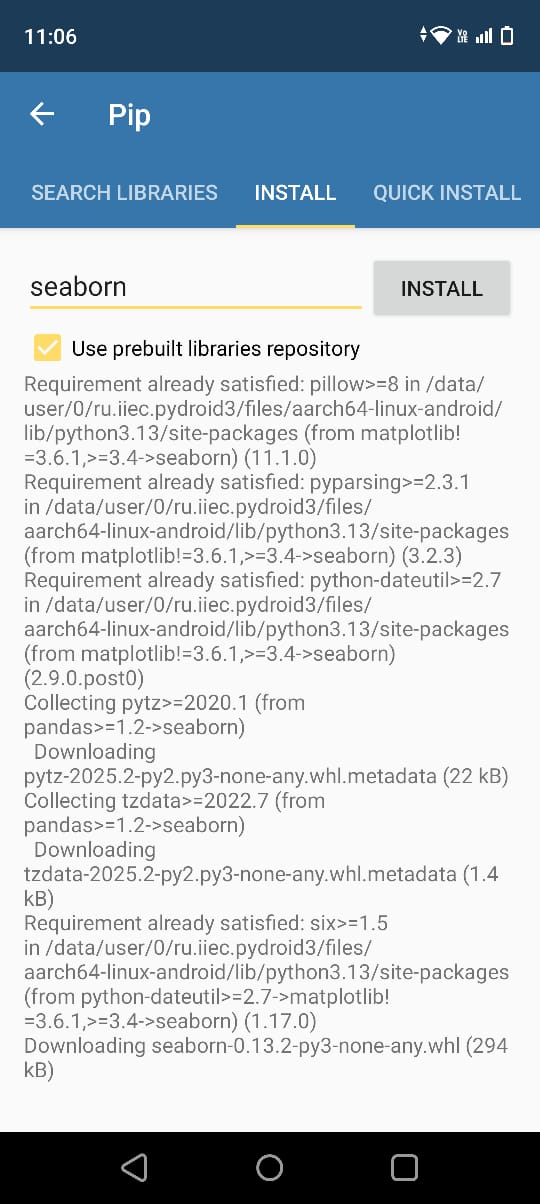 11:06
Vo
LTE
Pip
SEARCH LIBRARIES
INSTALL
QUICK INSTALL
seaborn
INSTALL
Use prebuilt libraries repository
Requirement already satisfied: pillow>=8 in /data/
user/0/ru.iiec.pydroid3/files/aarch64-linux-android/
lib/python3.13/site-packages (from matplotlib!
=3.6.1,>=3.4->seaborn) (11.1.0)
Requirement already satisfied: pyparsing>=2.3.1
in /data/user/0/ru.iiec.pydroid3/files/
aarch64-linux-android/lib/python3.13/site-packages
(from matplotlib!=3.6.1,>=3.4->seaborn) (3.2.3)
Requirement already satisfied: python-dateutil>=2.7
in /data/user/0/ru.iiec.pydroid3/files/
aarch64-linux-android/lib/python3.13/site-packages
(from matplotlib!=3.6.1,>=3.4->seaborn)
(2.9.0.post0)
Collecting pytz>=2020.1 (from
pandas>=1.2->seaborn)
Downloading
pytz-2025.2-py2.py3-none-any.whl.metadata (22 kB)
Collecting tzdata>=2022.7 (from
pandas>=1.2->seaborn)
Downloading
tzdata-2025.2-py2.py3-none-any.whl.metadata (1.4
kB)
Requirement already satisfied: six>=1.5
in /data/user/0/ru.iiec.pydroid3/files/
aarch64-linux-android/lib/python3.13/site-packages
(from python-dateutil>=2.7->matplotlib!
=3.6.1,>=3.4->seaborn) (1.17.0)
Downloading seaborn-0.13.2-py3-none-any.whl (294
kB)